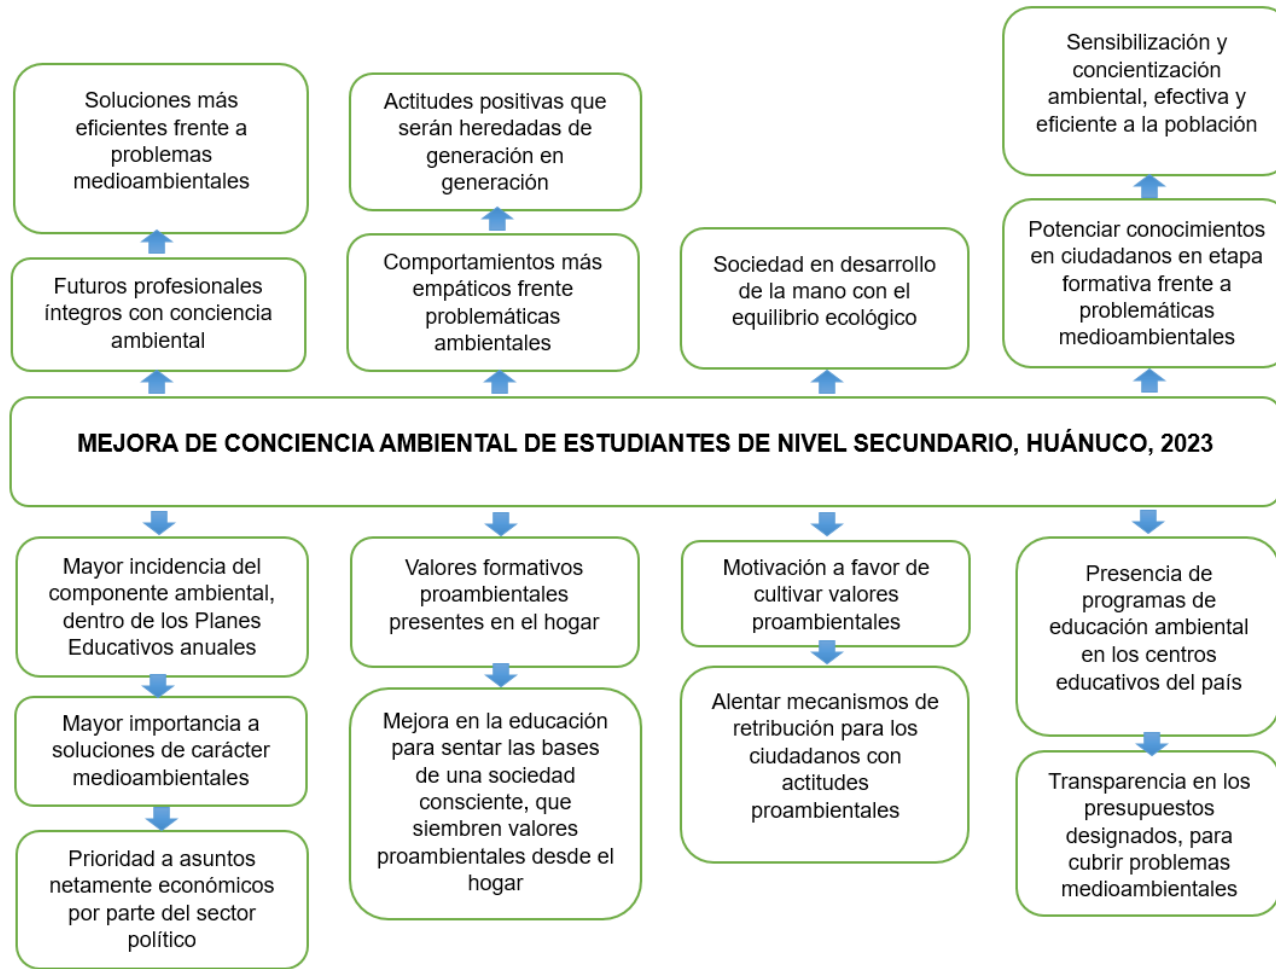 Soluciones más
eficientes frente a
problemas
medioambientales
Actitudes positivas que
serán heredadas de
generación en
generación
Sensibilización y
concientización
ambiental, efectiva y
eficiente a la población
Futuros profesionales
íntegros con conciencia
ambiental
Comportamientos más
empáticos frente
problemáticas
ambientales
Sociedad en desarrollo
de la mano con el
equilibrio ecológico
Potenciar conocimientos
en ciudadanos en etapa
formativa frente a
problemáticas
medioambientales
MEJORA DE CONCIENCIA AMBIENTAL DE ESTUDIANTES DE NIVEL SECUNDARIO, HUÁNUCO, 2023
Mayor incidencia del
componente ambiental,
dentro de los Planes
Educativos anuales
Valores formativos
proambientales
presentes en el hogar
Motivación a favor de
cultivar valores
proambientales
Presencia de
programas de
educación ambiental
en los centros
educativos del país
Mayor importancia a
soluciones de carácter
medioambientales
Mejora en la educación
para sentar las bases
de una sociedad
consciente, que
siembren valores
proambientales desde el
hogar
Alentar mecanismos de
retribución para los
ciudadanos con
actitudes
proambientales
Transparencia en los
presupuestos
designados, para
cubrir problemas
medioambientales
Prioridad a asuntos
netamente económicos
por parte del sector
político